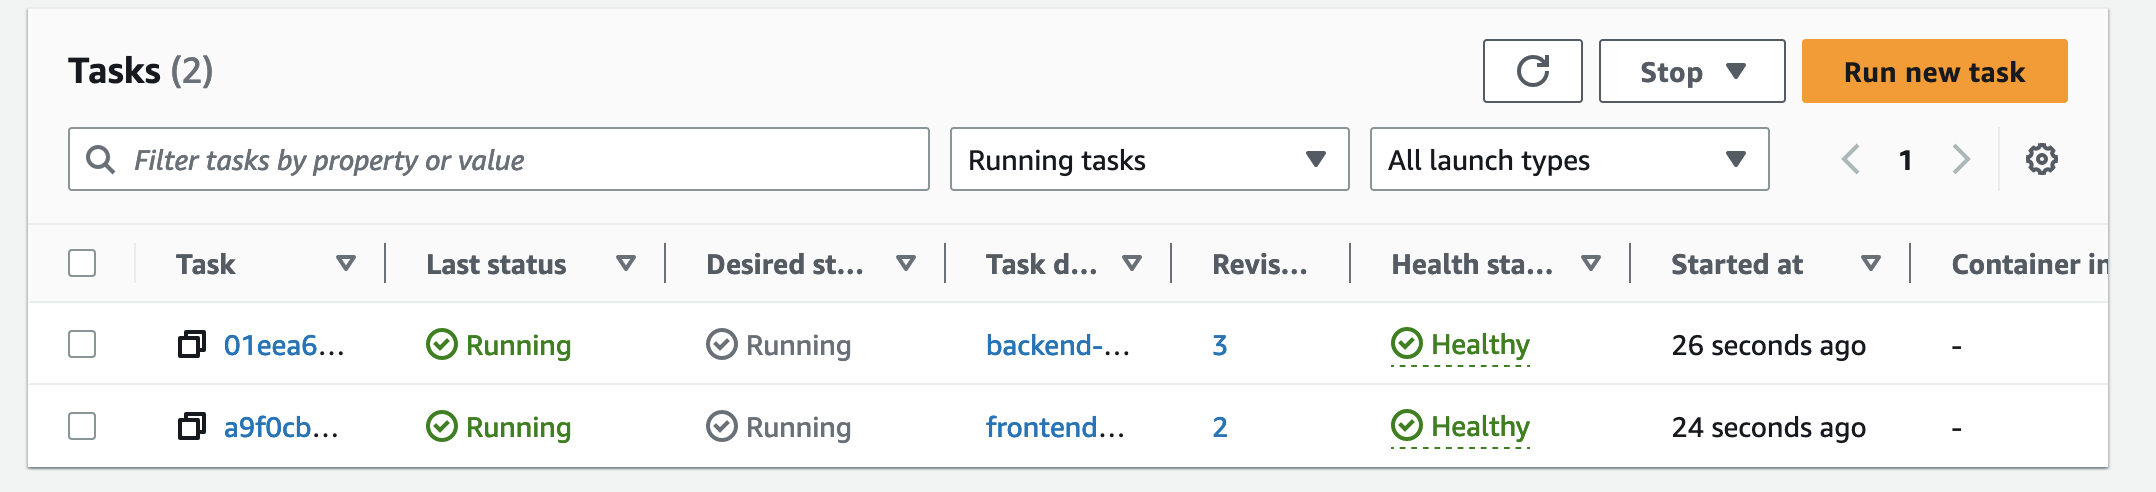 Tasks (2)
Stop
Run new task
Filter tasks by property or value
Running tasks
All launch types
1
Task Last status Desired st... Task d... Revis... Health sta... Started at Container in
01eea6... Running Running backend-... 3 Healthy 26 seconds ago -
a9f0cb... Running Running frontend... 2 Healthy 24 seconds ago -